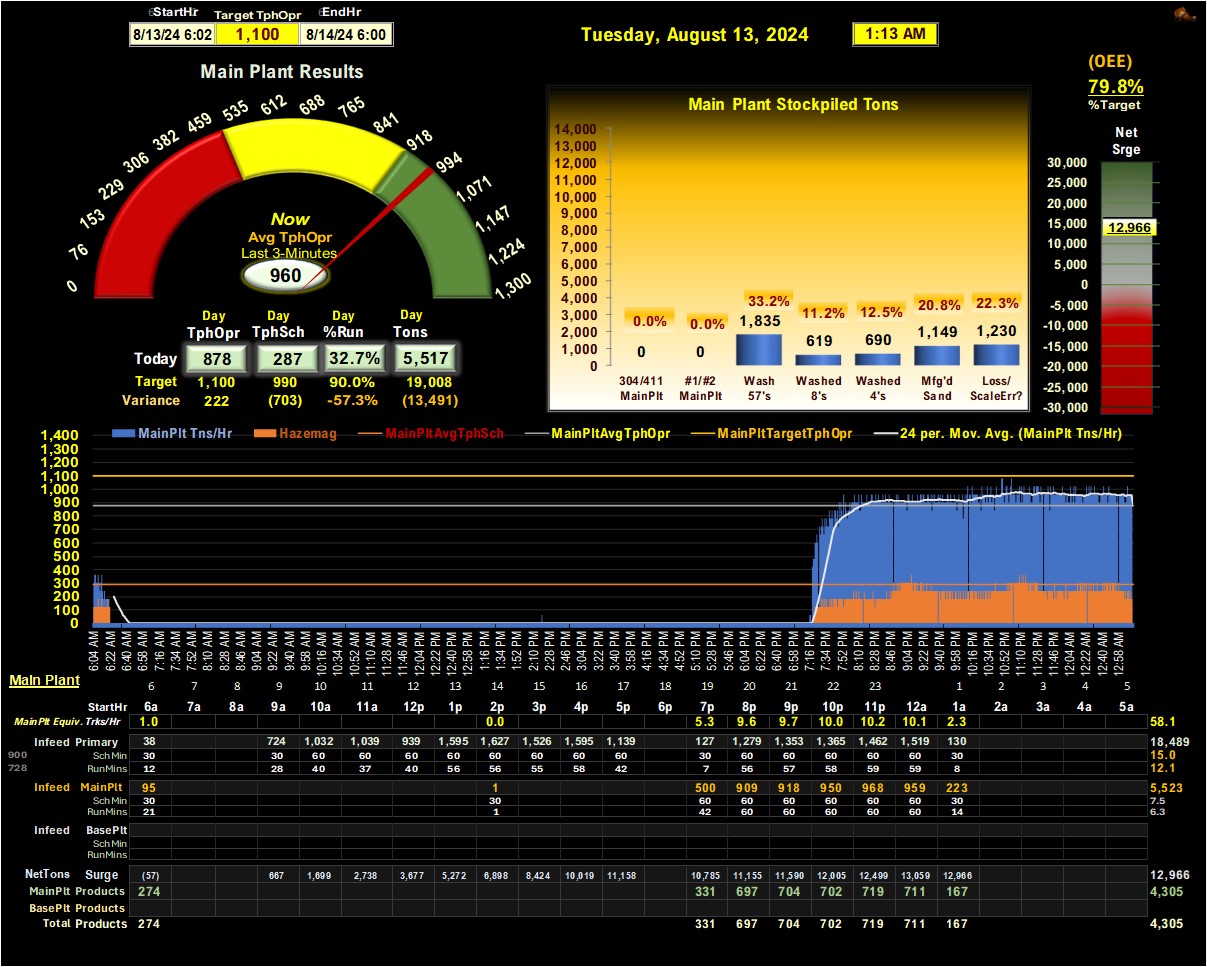 StartHr Target TphOpr EndHr
8/13/24 6:02 1,100 8/14/24 6:00
Tuesday, August 13, 2024 1:13 AM
(OEE)
79.8%
%Target
Main Plant Results
0 76 153 229 306 382 459 535 612 688 765 841 918 994 1,071 1,147 1,224 1,300
Now
Avg TphOpr
Last 3-Minutes
960
Day Day Day Day
TphOpr TphSch %Run Tons
Today 878 287 32.7% 5,517
Target 1,100 990 90.0% 19,008
Variance 222 (703) -57.3% (13,491)
Main Plant Stockpiled Tons
14,000
13,000
12,000
11,000
10,000
9,000
8,000
7,000
6,000
5,000
4,000
3,000
2,000
1,000
0
0.0% 0.0% 33.2% 11.2% 12.5% 20.8% 22.3%
0 0 1,835 619 690 1,149 1,230
304/411 #1/#2 Wash Washed Washed Mfg'd Loss/
MainPlt MainPlt 57's 8's 4's Sand ScaleErr?
Net
Srge
30,000
25,000
20,000
15,000
12,966
10,000
5,000
0
-5,000
-10,000
-15,000
-20,000
-25,000
-30,000
MainPlt Tns/Hr Hazemag MainPltAvgTphSch MainPltAvgTphOpr MainPltTargetTphOpr 24 per. Mov. Avg. (MainPlt Tns/Hr)
1,400
1,300
1,200
1,100
1,000
900
800
700
600
500
400
300
200
100
0
6:04 AM 6:22 AM 6:40 AM 6:58 AM 7:16 AM 7:34 AM 7:52 AM 8:10 AM 8:28 AM 8:46 AM 9:04 AM 9:22 AM 9:40 AM 9:58 AM 10:16 AM 10:34 AM 10:52 AM 11:10 AM 11:28 AM 11:46 AM 12:04 PM 12:22 PM 12:40 PM 12:58 PM 1:16 PM 1:34 PM 1:52 PM 2:10 PM 2:28 PM 2:46 PM 3:04 PM 3:22 PM 3:40 PM 3:58 PM 4:16 PM 4:34 PM 4:52 PM 5:10 PM 5:28 PM 5:46 PM 6:04 PM 6:22 PM 6:40 PM 6:58 PM 7:16 PM 7:34 PM 7:52 PM 8:10 PM 8:28 PM 8:46 PM 9:04 PM 9:22 PM 9:40 PM 9:58 PM 10:16 PM 10:34 PM 10:52 PM 11:10 PM 11:28 PM 11:46 PM 12:04 AM 12:22 AM 12:40 AM 12:58 AM
Main Plant
6 7 8 9 10 11 12 13 14 15 16 17 18 19 20 21 22 23 1 2 3 4 5
StartHr 6a 7a 8a 9a 10a 11a 12p 1p 2p 3p 4p 5p 6p 7p 8p 9p 10p 11p 12a 1a 2a 3a 4a 5a
MainPlt Equiv. Trks/Hr 1.0 0.0 5.3 9.6 9.7 10.0 10.2 10.1 2.3 58.1
Infeed Primary 38 724 1,032 1,039 939 1,595 1,627 1,526 1,595 1,139 127 1,279 1,353 1,365 1,462 1,519 130 18,489
900 Sch Min 30 30 60 60 60 60 60 60 60 60 30 60 60 60 60 60 30 15.0
728 RunMins 12 28 40 37 40 56 56 55 58 42 7 56 57 58 59 59 8 12.1
Infeed MainPlt 95 1 500 909 918 950 968 959 223 5,523
Sch Min 30 30 60 60 60 60 60 60 30 7.5
RunMins 21 1 42 60 60 60 60 60 14 6.3
Infeed BasePlt
Sch Min
RunMins
NetTons Surge (57) 667 1,699 2,738 3,677 5,272 6,898 8,424 10,019 11,158 10,785 11,155 11,590 12,005 12,499 13,059 12,966 12,966
MainPlt Products 274 331 697 704 702 719 711 167 4,305
BasePlt Products
Total Products 274 331 697 704 702 719 711 167 4,305